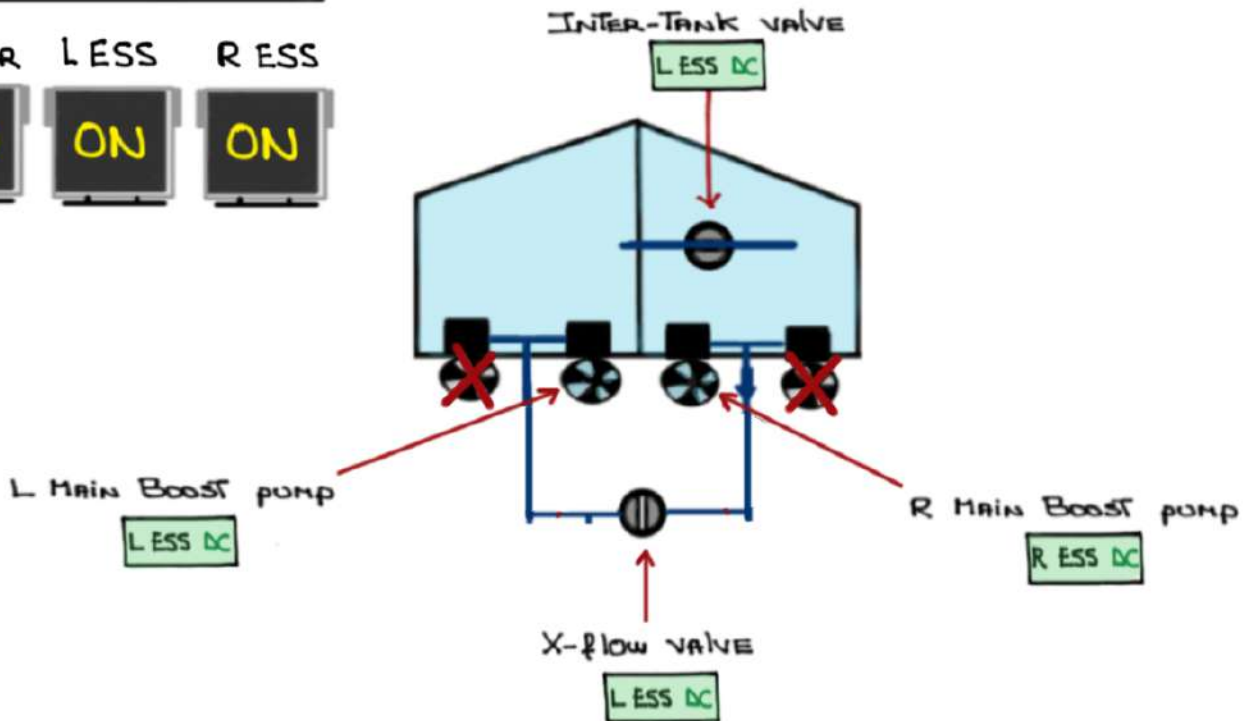 R L ESS R ESS
ON ON
INTER-TANK VALVE
L ESS DC
L MAIN BOOST PUMP
L ESS DC
R MAIN BOOST PUMP
R ESS DC
X-flow VALVE
L ESS DC